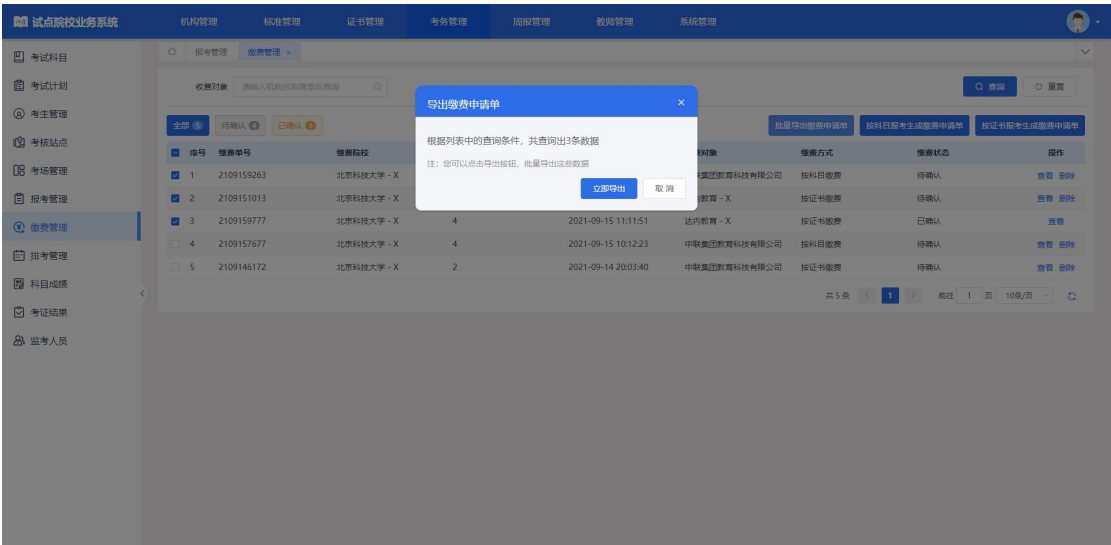 试点院校业务系统 机构管理 标准管理 证书管理 考务管理 周报管理 教师管理 系统管理
考试科目
考试计划
考生管理
考核站点
考场管理
报考管理
缴费管理
排考管理
科目成绩
考证结果
监考人员
报考管理 缴费管理 ×
收费对象 请输入机构名称搜索后查询 查询 重置
全部 5 待确认 4 已确认 1 批量导出缴费申请单 按科目报考生成缴费申请单 按证书报考生成缴费申请单
导出缴费申请单 ×
根据列表中的查询条件，共查询出3条数据
注：您可以点击导出按钮，批量导出这些数据
立即导出 取消
序号 缴费单号 缴费院校 对象 缴费方式 缴费状态 操作
1 2109159263 北京科技大学 - X 集团教育科技有限公司 按科目缴费 待确认 查看 删除
2 2109151013 北京科技大学 - X 教育 - X 按证书缴费 待确认 查看 删除
3 2109159777 北京科技大学 - X 4 2021-09-15 11:11:51 达内教育 - X 按证书缴费 已确认 查看
4 2109157677 北京科技大学 - X 4 2021-09-15 10:12:23 中联集团教育科技有限公司 按科目缴费 待确认 查看 删除
5 2109146172 北京科技大学 - X 2 2021-09-14 20:03:40 中联集团教育科技有限公司 按证书缴费 待确认 查看 删除
共 5 条 < 1 > 前往 1 页 10条/页